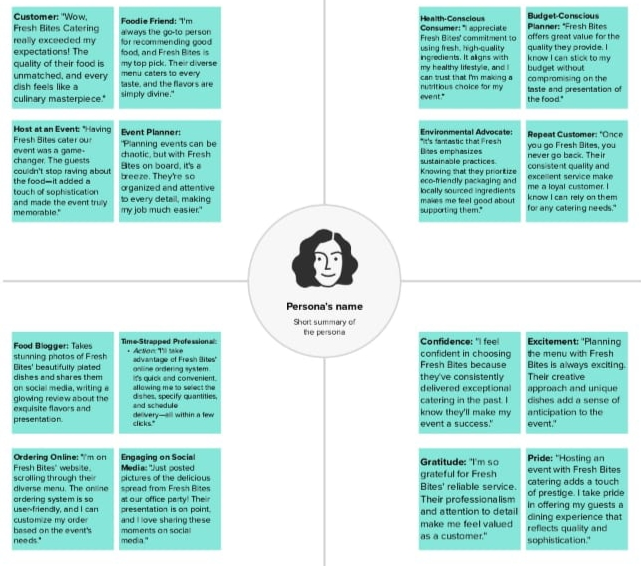 Customer: "Wow,
Fresh Bites Catering
really exceeded my
expectations! The
quality of their food is
unmatched, and every
dish feels like a
culinary masterpiece."
Foodie Friend: "I'm
always the go-to person
for recommending good
food, and Fresh Bites is
my top pick. Their diverse
menu caters to every
taste, and the flavors are
simply divine."
Host at an Event: "Having
Fresh Bites cater our
event was a game-
changer. The guests
couldn't stop raving about
the food—it added a
touch of sophistication
and made the event truly
memorable."
Event Planner:
"Planning events can be
chaotic, but with Fresh
Bites on board, it's a
breeze. They're so
organized and attentive
to every detail, making
my job much easier."
Health-Conscious
Consumer: "I appreciate
Fresh Bites' commitment to
using fresh, high-quality
ingredients. It aligns with
my healthy lifestyle, and I
can trust that I'm making a
nutritious choice for my
event."
Budget-Conscious
Planner: "Fresh Bites
offers great value for the
quality they provide. I
know I can stick to my
budget without
compromising on the
taste and presentation of
the food."
Environmental Advocate:
"It's fantastic that Fresh
Bites emphasizes
sustainable practices.
Knowing that they prioritize
eco-friendly packaging and
locally sourced ingredients
makes me feel good about
supporting them."
Repeat Customer: "Once
you go Fresh Bites, you
never go back. Their
consistent quality and
excellent service make
me a loyal customer. I
know I can rely on them
for any catering needs."
Persona's name
Short summary of
the persona
Food Blogger: Takes
stunning photos of Fresh
Bites' beautifully plated
dishes and shares them
on social media, writing a
glowing review about the
exquisite flavors and
presentation.
Time-Strapped Professional:
• Action: "I'll take
advantage of Fresh Bites'
online ordering system.
It's quick and convenient,
allowing me to select the
dishes, specify quantities,
and schedule
delivery—all within a few
clicks."
Ordering Online: "I'm on
Fresh Bites' website,
scrolling through their
diverse menu. The online
ordering system is so
user-friendly, and I can
customize my order
based on the event's
needs."
Engaging on Social
Media: "Just posted
pictures of the delicious
spread from Fresh Bites
at our office party! Their
presentation is on point,
and I love sharing these
moments on social
media."
Confidence: "I feel
confident in choosing
Fresh Bites because
they've consistently
delivered exceptional
catering in the past. I
know they'll make my
event a success."
Excitement: "Planning
the menu with Fresh
Bites is always exciting.
Their creative
approach and unique
dishes add a sense of
anticipation to the
event."
Gratitude: "I'm so
grateful for Fresh
Bites' reliable service.
Their professionalism
and attention to detail
make me feel valued
as a customer."
Pride: "Hosting an
event with Fresh Bites
catering adds a touch
of prestige. I take pride
in offering my guests a
dining experience that
reflects quality and
sophistication."